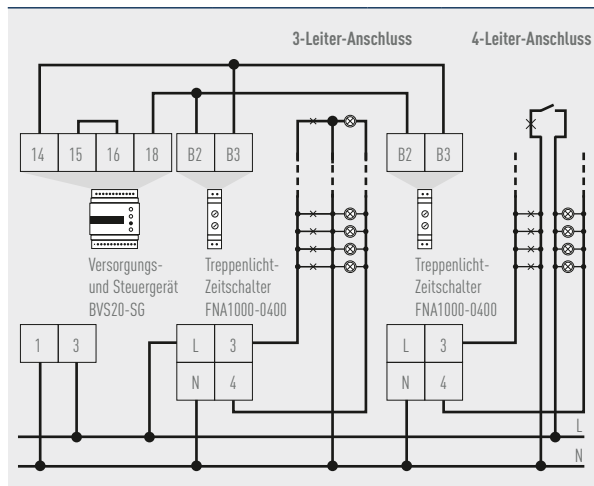 3-Leiter-Anschluss 4-Leiter-Anschluss
14 15 16 18 B2 B3 B2 B3
Versorgungs-
und Steuergerät
BVS20-SG
Treppenlicht-
Zeitschalter
FNA1000-0400
Treppenlicht-
Zeitschalter
FNA1000-0400
1 3 L 3 L 3
N 4 N 4
L
N